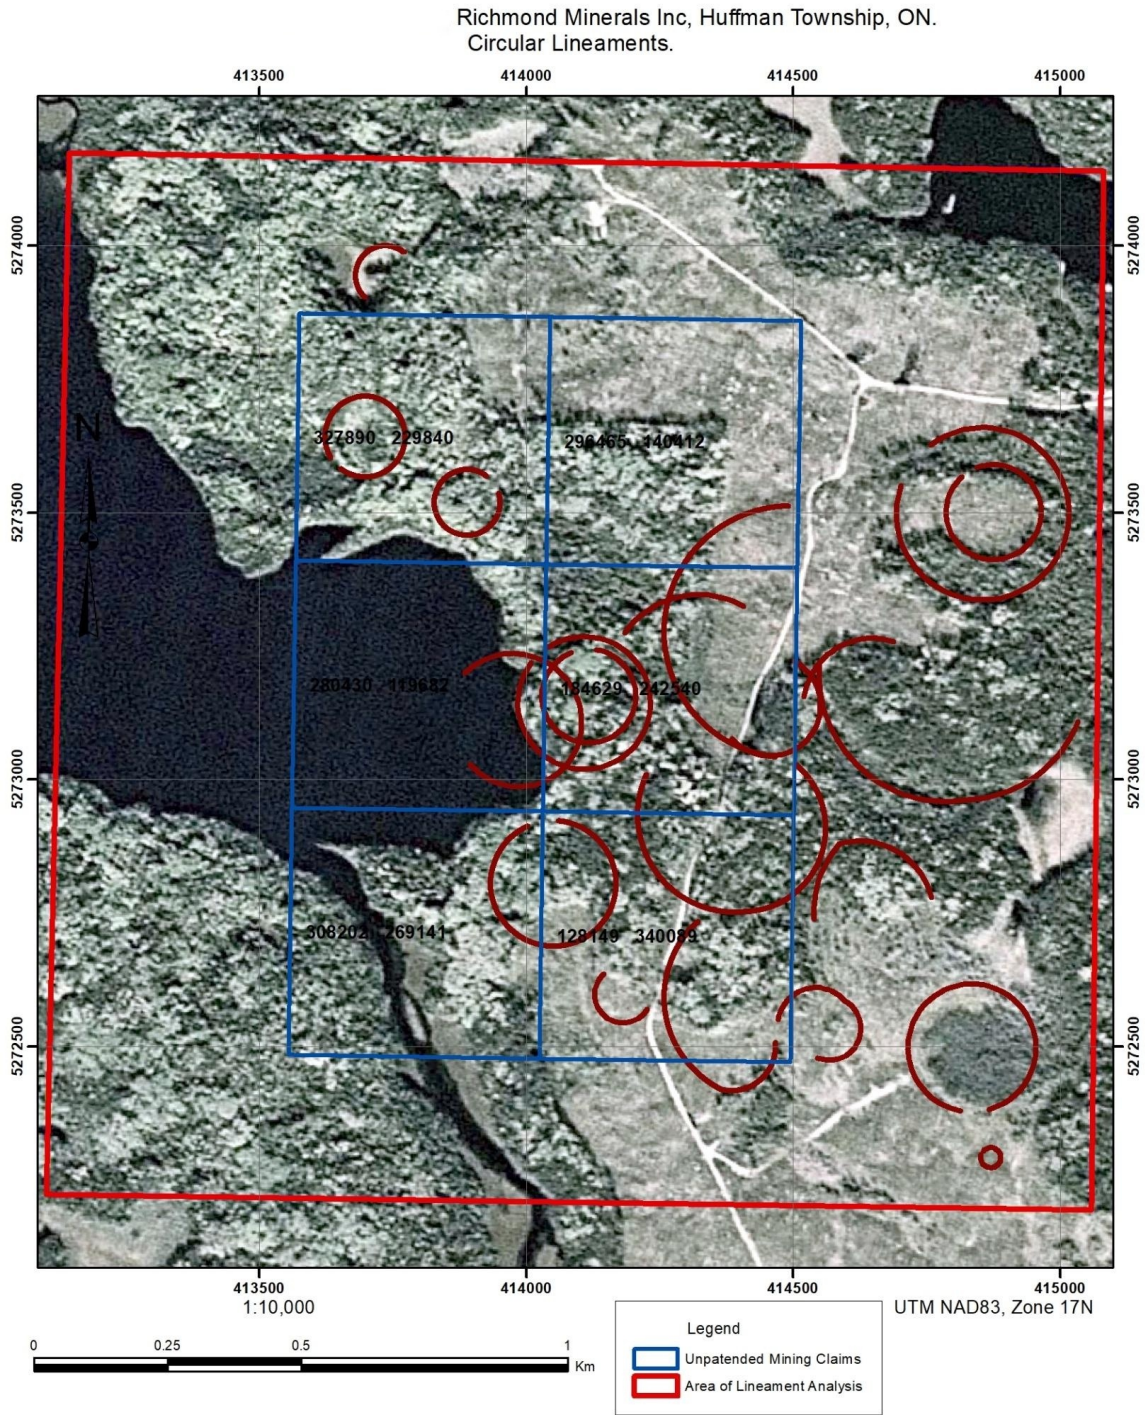 Richmond Minerals Inc, Huffman Township, ON.
Circular Lineaments.
413500 414000 414500 415000
5274000 5274000
N
327890 229840 296465 140412
5273500 5273500
280430 119682 184629 242540
5273000 5273000
308202 269141 128149 340089
5272500 5272500
413500 414000 414500 415000
1:10,000 UTM NAD83, Zone 17N
Legend
0 0.25 0.5 1
Km
Unpatended Mining Claims
Area of Lineament Analysis